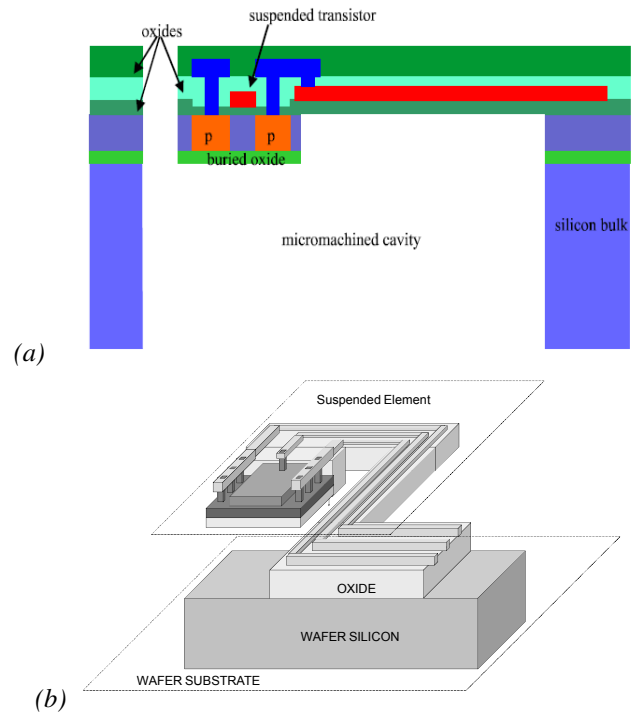 suspended
transistor
oxides
p
p
buried oxide
silicon bulk
micromachined cavity
(a)
Suspended Element
OXIDE
WAFER SILICON
WAFER SUBSTRATE
(b)